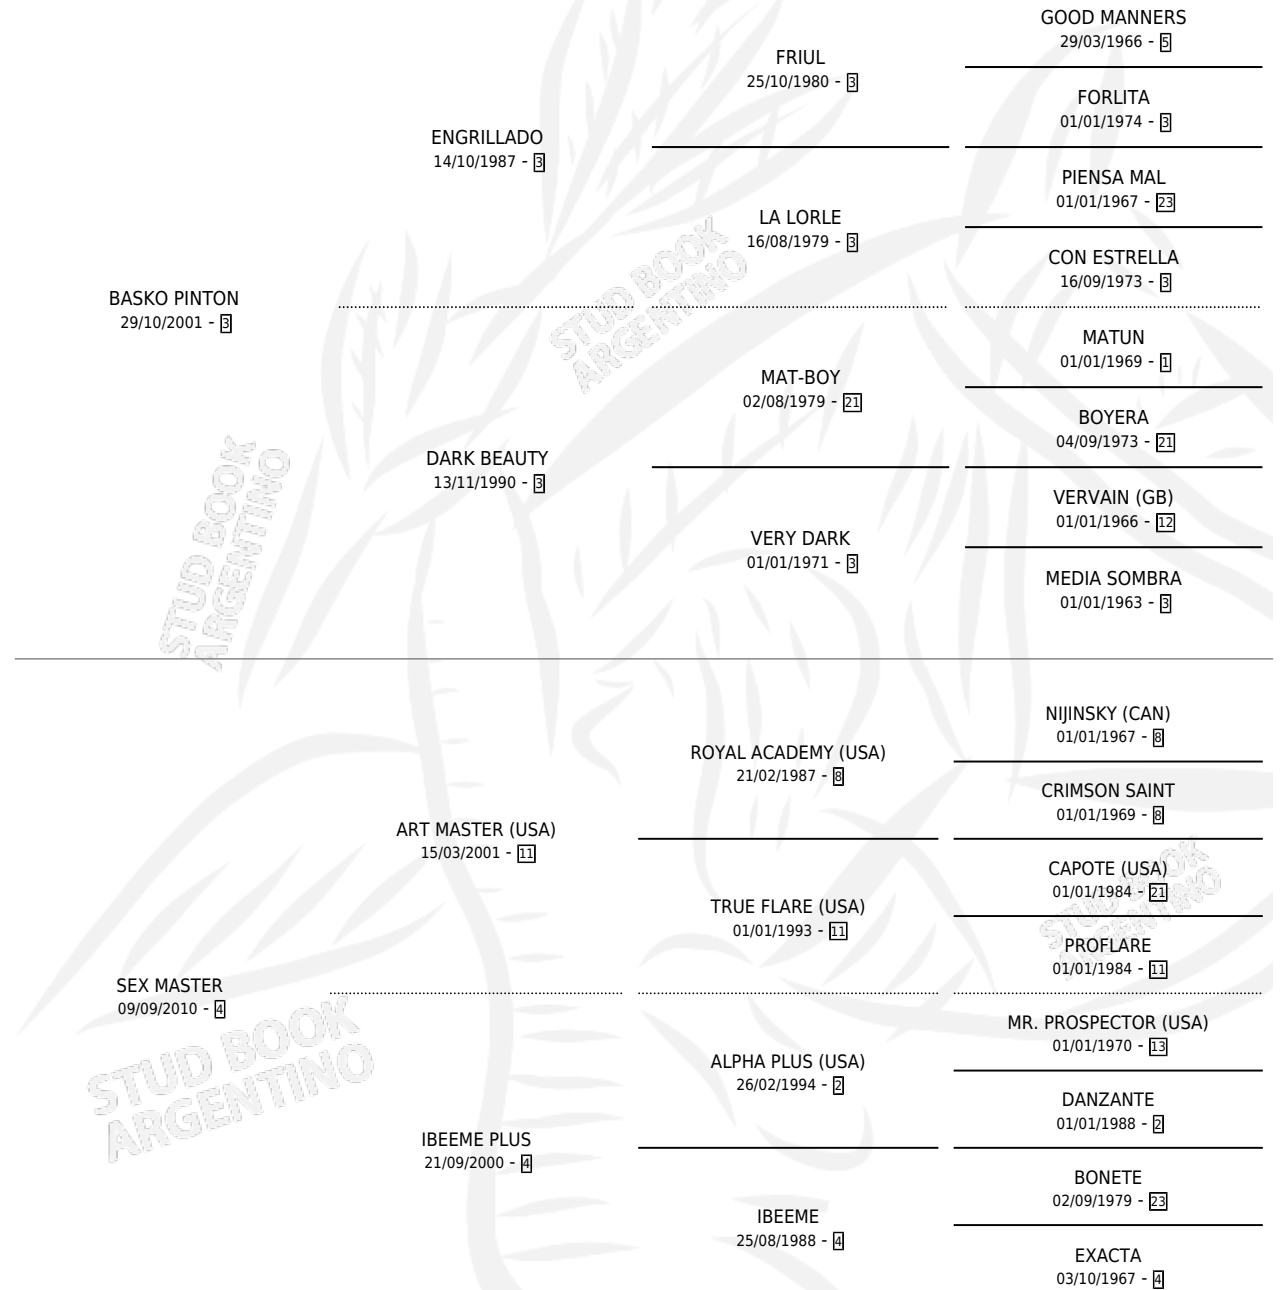 GOOD MANNERS
29/03/1966 - 5
FRIUL
25/10/1980 - 3
FORLITA
01/01/1974 - 3
ENGRILLADO
14/10/1987 - 3
PIENSA MAL
01/01/1967 - 23
LA LORLE
16/08/1979 - 3
CON ESTRELLA
16/09/1973 - 3
BASKO PINTON
29/10/2001 - 3
STUD BOOK
ARGENTINO
MATUN
01/01/1969 - 1
MAT-BOY
02/08/1979 - 21
BOYERA
04/09/1973 - 21
DARK BEAUTY
13/11/1990 - 3
VERVAIN (GB)
01/01/1966 - 12
VERY DARK
01/01/1971 - 3
MEDIA SOMBRA
01/01/1963 - 3
STUD BOOK
ARGENTINO
NIJINSKY (CAN)
01/01/1967 - 8
ROYAL ACADEMY (USA)
21/02/1987 - 8
CRIMSON SAINT
01/01/1969 - 8
ART MASTER (USA)
15/03/2001 - 11
CAPOTE (USA)
01/01/1984 - 21
TRUE FLARE (USA)
01/01/1993 - 11
PROFLARE
01/01/1984 - 11
STUD BOOK
ARGENTINO
SEX MASTER
09/09/2010 - 4
STUD BOOK
ARGENTINO
MR. PROSPECTOR (USA)
01/01/1970 - 13
ALPHA PLUS (USA)
26/02/1994 - 2
DANZANTE
01/01/1988 - 2
IBEEME PLUS
21/09/2000 - 4
BONETE
02/09/1979 - 23
IBEEME
25/08/1988 - 4
EXACTA
03/10/1967 - 4